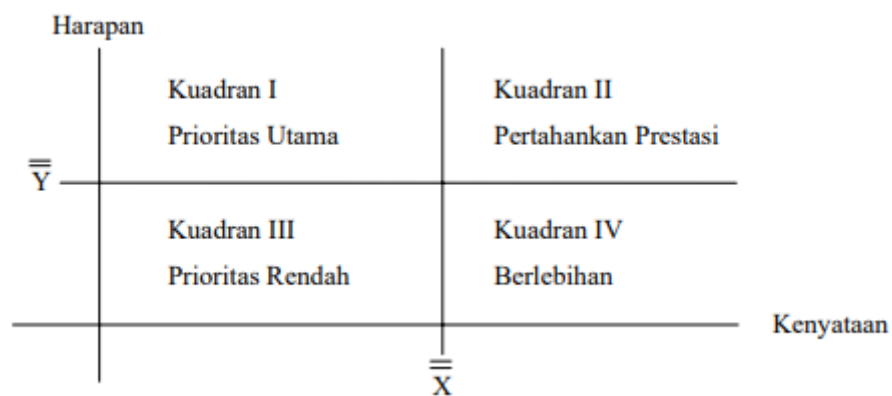 Harapan
Kuadran I
Prioritas Utama
Kuadran II
Pertahankan Prestasi
Y
Kuadran III
Prioritas Rendah
Kuadran IV
Berlebihan
Kenyataan
X